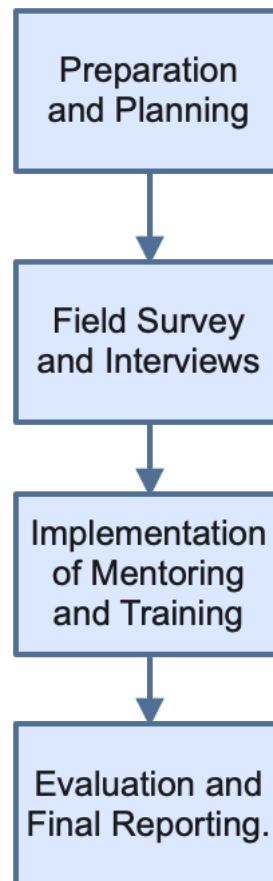 Preparation
and Planning
Field Survey
and Interviews
Implementation
of Mentoring
and Training
Evaluation and
Final Reporting.